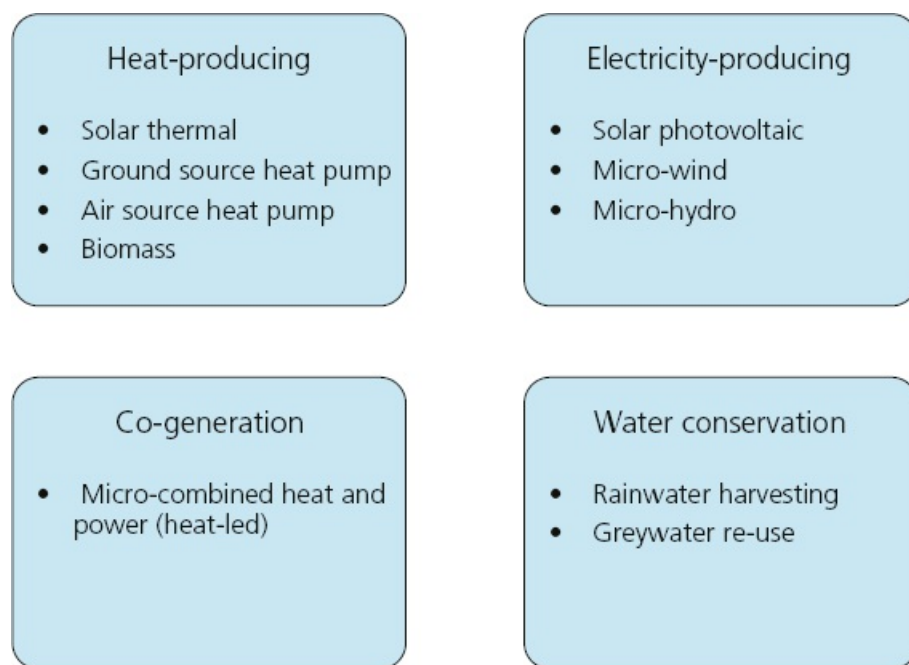 Heat-producing
• Solar thermal
• Ground source heat pump
• Air source heat pump
• Biomass
Electricity-producing
• Solar photovoltaic
• Micro-wind
• Micro-hydro
Co-generation
• Micro-combined heat and
power (heat-led)
Water conservation
• Rainwater harvesting
• Greywater re-use